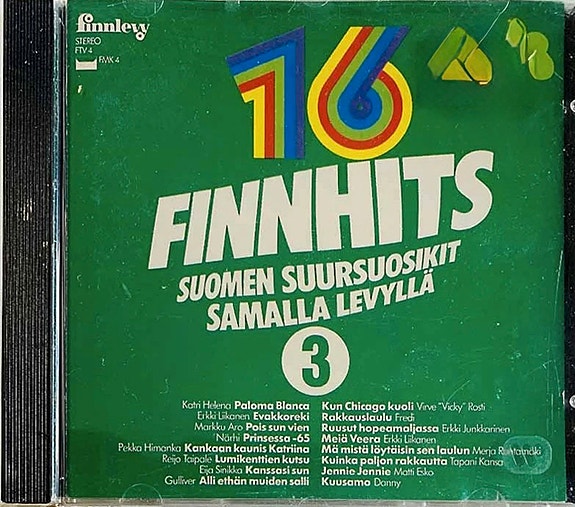 finnlevy
STEREO
FTV 4
FMK 4
16
FINNHITS
SUOMEN SUURSUOSIKIT
SAMALLA LEVYLLÄ
3
Katri Helena Paloma Blanca
Erkki Liikanen Evakkoreki
Markku Aro Pois sun vien
Närhi Prinsessa -65
Pekka Himanka Kankaan kaunis Katriina
Reijo Taipale Lumikenttien kutsu
Eija Sinikka Kanssasi sun
Gulliver Älli ethän muiden salli
Kun Chicago kuoli Virve "Vicky" Rosti
Rakkauslaulu Fredi
Ruusut hopeamaljassa Erkki Junkkarinen
Meiä Veera Erkki Liikanen
Mä mistä löytäisin sen laulun Merja Rantamäki
Kuinka paljon rakkautta Tapani Kansa
Jennie Jennie Matti Esko
Kuusamo Danny